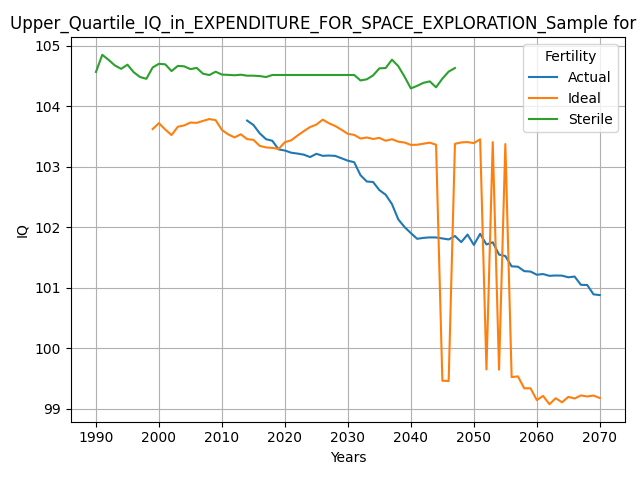 Upper_Quartile_IQ_in_EXPENDITURE_FOR_SPACE_EXPLORATION_Sample for
105
104
103
102
101
100
99
IQ
Fertility
Actual
Ideal
Sterile
1990
2000
2010
2020
2030
2040
2050
2060
2070
Years